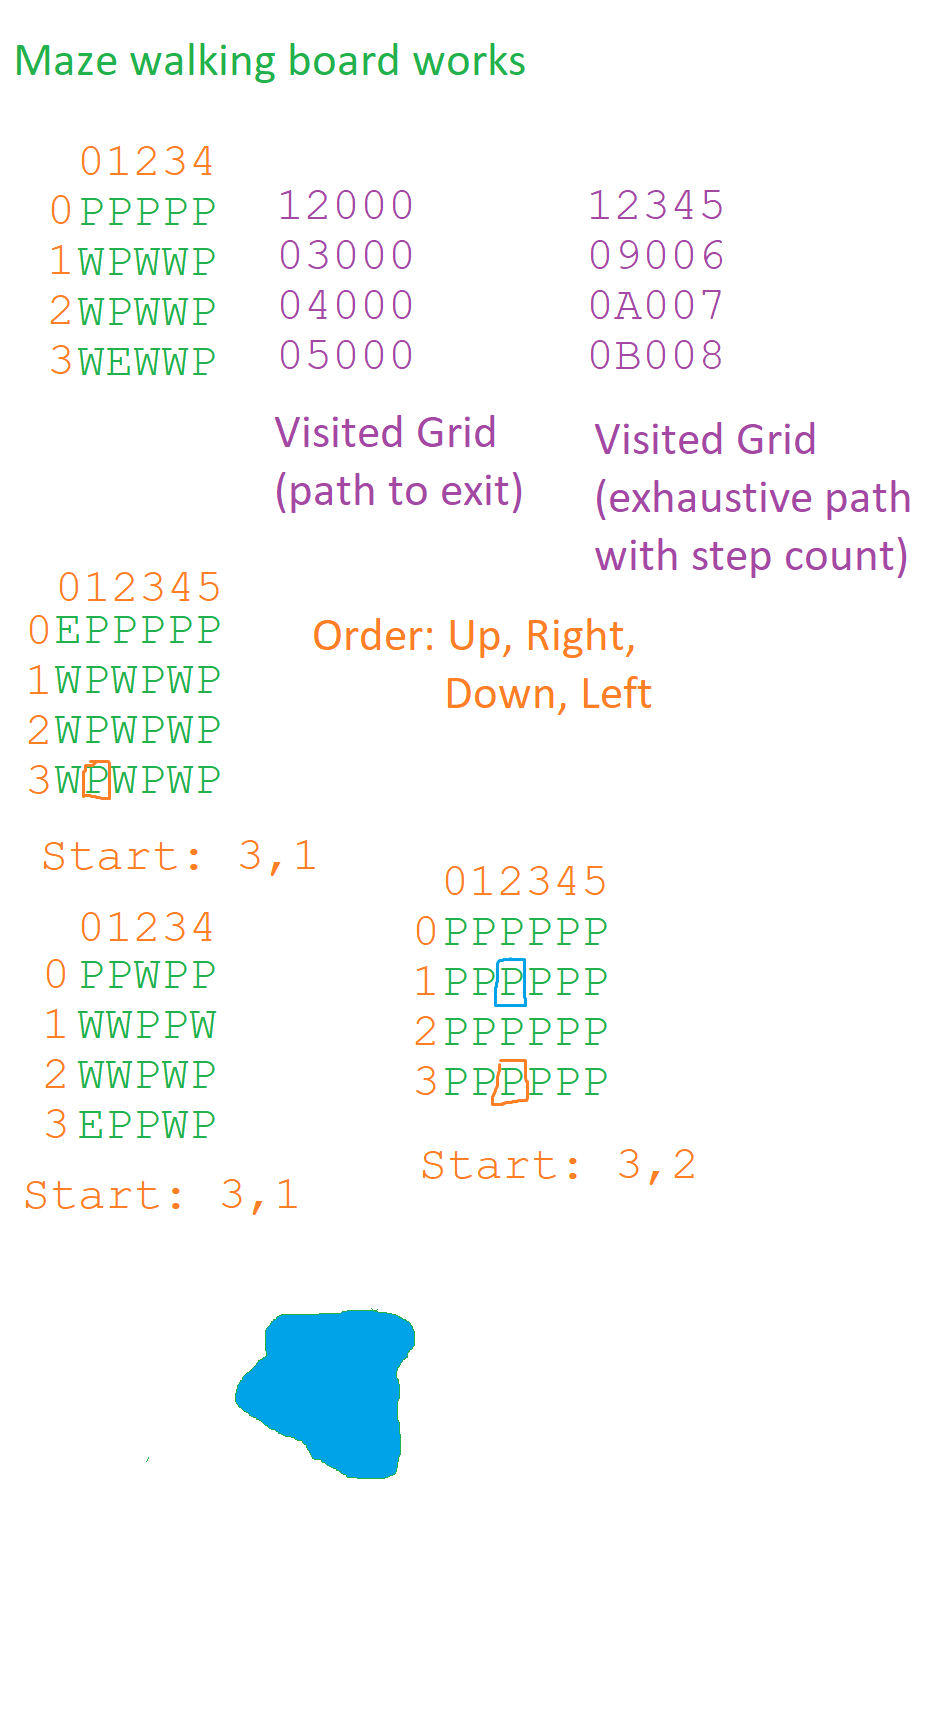 Maze walking board works
01234
0PPPPP
1WPWWP
2WPWWP
3WEWWP
12000
03000
04000
05000
Visited Grid
(path to exit)
12345
09006
0A007
0B008
Visited Grid
(exhaustive path
with step count)
012345
0EPPPPP
1WPWPWP
2WPWPWP
3WPWPWP
Start: 3,1
Order: Up, Right,
Down, Left
01234
0 PPWPP
1 WWPPW
2 WWPWP
3 EPPWP
Start: 3,1
012345
0PPPPPP
1PPPPPP
2PPPPPP
3PPPPPP
Start: 3,2